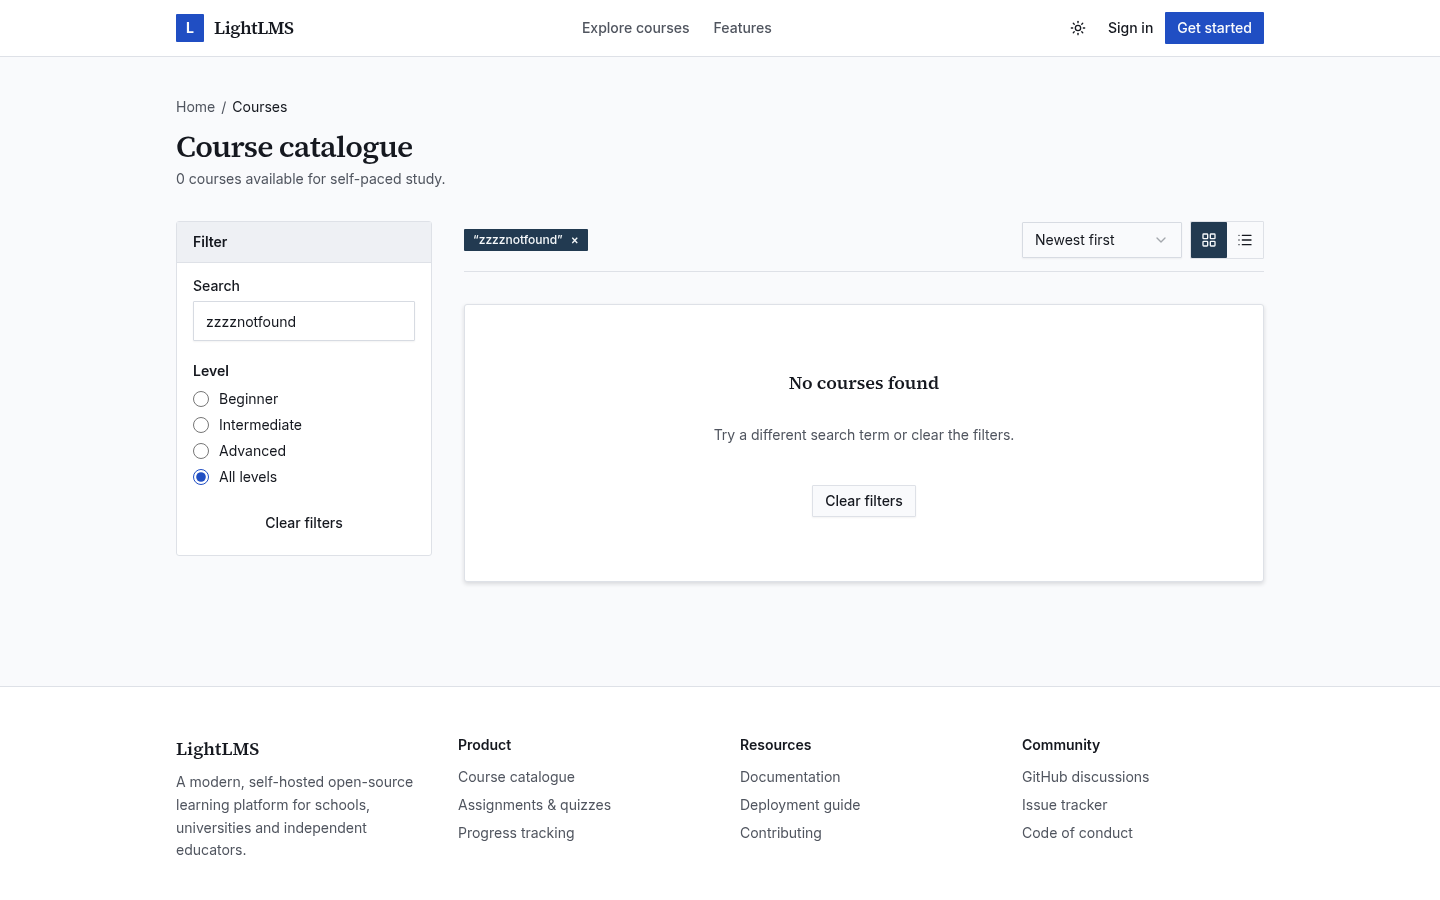 L LightLMS
Explore courses Features
Sign in Get started
Home / Courses
Course catalogue
0 courses available for self-paced study.
Filter
Search
zzzznotfound
Level
Beginner
Intermediate
Advanced
All levels
Clear filters
“zzzznotfound” ×
Newest first
No courses found
Try a different search term or clear the filters.
Clear filters
LightLMS
A modern, self-hosted open-source
learning platform for schools,
universities and independent
educators.
Product
Course catalogue
Assignments & quizzes
Progress tracking
Resources
Documentation
Deployment guide
Contributing
Community
GitHub discussions
Issue tracker
Code of conduct